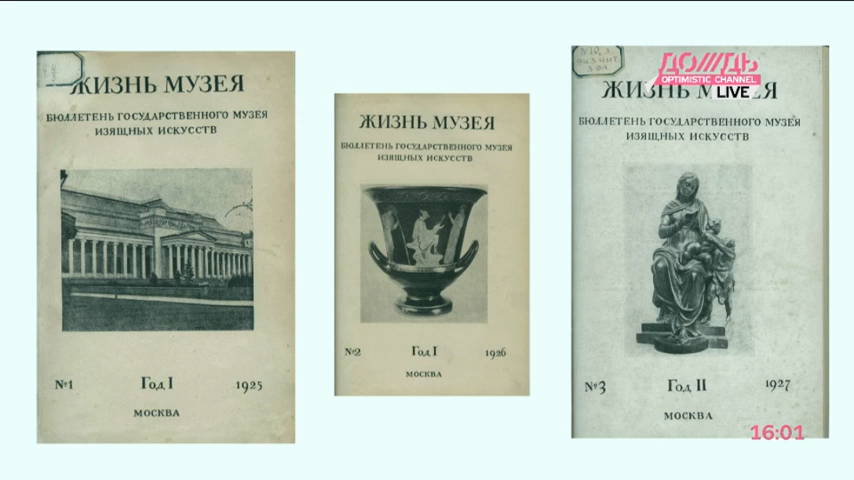 ЖИЗНЬ МУЗЕЯ
БЮЛЛЕТЕНЬ ГОСУДАРСТВЕННОГО МУЗЕЯ
ИЗЯЩНЫХ ИСКУССТВ
№1 Год I 1925
МОСКВА
ЖИЗНЬ МУЗЕЯ
БЮЛЛЕТЕНЬ ГОСУДАРСТВЕННОГО МУЗЕЯ
ИЗЯЩНЫХ ИСКУССТВ
№2 Год I 1926
МОСКВА
ЖИЗНЬ МУЗЕЯ
БЮЛЛЕТЕНЬ ГОСУДАРСТВЕННОГО МУЗЕЯ
ИЗЯЩНЫХ ИСКУССТВ
№3 Год II 1927
МОСКВА
ДОЖДЬ
OPTIMISTIC CHANNEL
LIVE
16:01